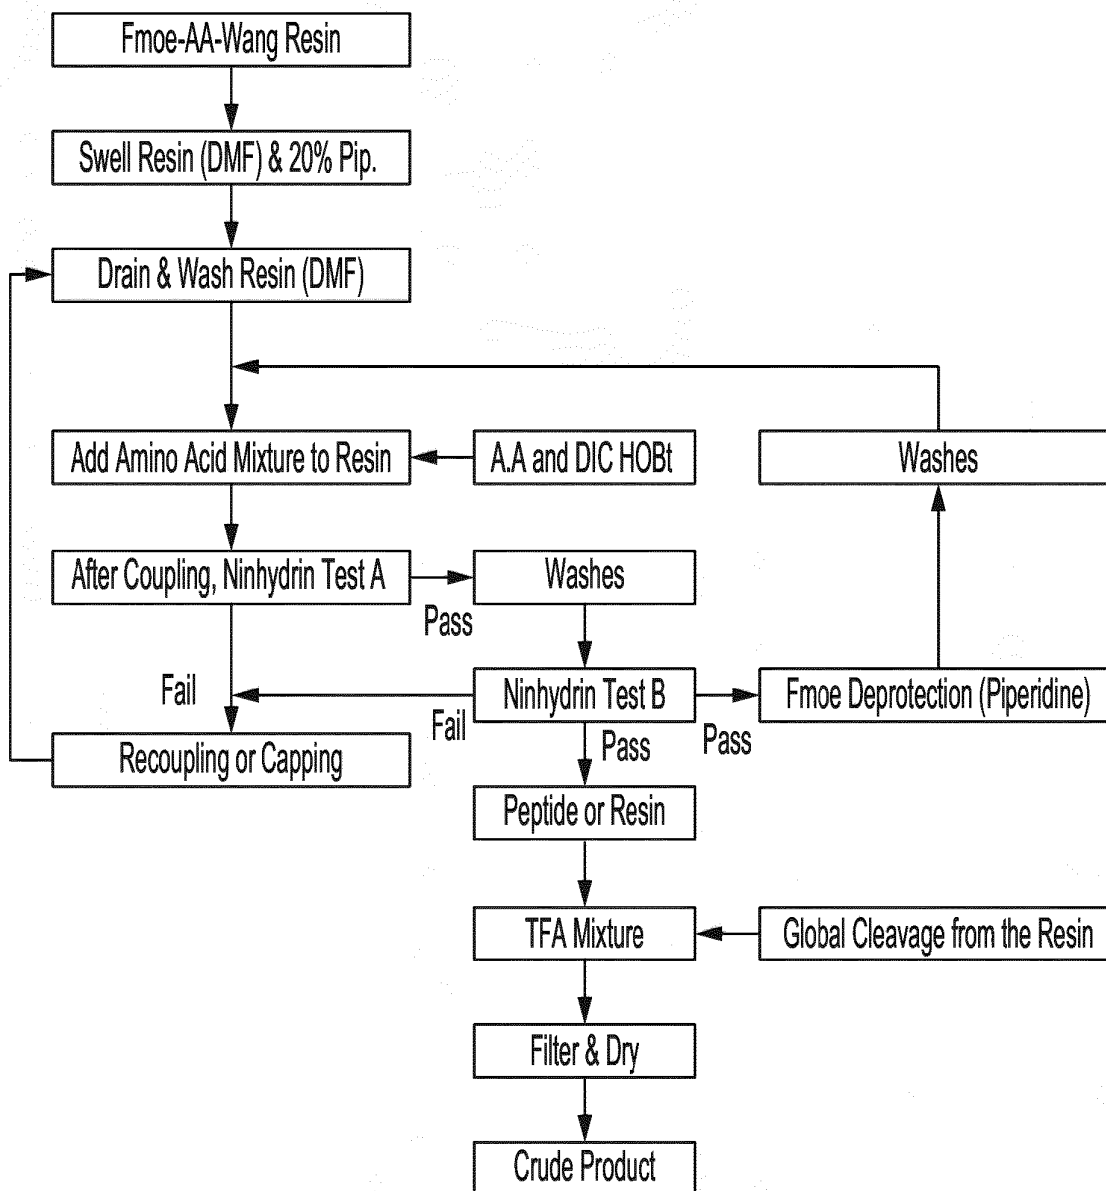 Fmoe-AA-Wang Resin
Swell Resin (DMF) & 20% Pip.
Drain & Wash Resin (DMF)
Add Amino Acid Mixture to Resin
A.A and DIC HOBt
Washes
After Coupling, Ninhydrin Test A
Pass
Washes
Fail
Fail
Ninhydrin Test B
Pass
Pass
Fmoe Deprotection (Piperidine)
Recoupling or Capping
Peptide or Resin
TFA Mixture
Global Cleavage from the Resin
Filter & Dry
Crude Product